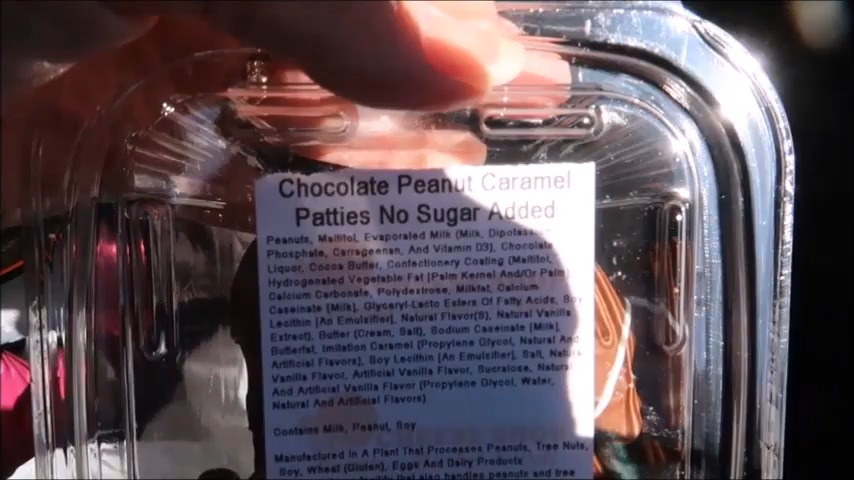 Chocolate Peanut Caramel
Patties No Sugar Added
Peanuts, Maltitol, Evaporated Milk (Milk, Dipotassium
Phosphate, Carrageenan, And Vitamin D3), Chocolate
Liquor, Cocoa Butter, Confectionery Coating (Maltitol,
Hydrogenated Vegetable Fat [Palm Kernel And/Or Palm],
Calcium Carbonate, Polydextrose, Milkfat, Calcium
Caseinate [Milk], Glyceryl-Lacto Esters Of Fatty Acids, Soy
Lecithin [An Emulsifier], Natural Flavor(S), Natural Vanilla
Extract), Butter (Cream, Salt), Sodium Caseinate [Milk],
Butterfat, Imitation Caramel (Propylene Glycol, Natural And
Artificial Flavors), Soy Lecithin [An Emulsifier], Salt, Natural
Vanilla Flavor, Artificial Vanilla Flavor, Sucralose, Natural
And Artificial Vanilla Flavor (Propylene Glycol, Water,
Natural And Artificial Flavors)
Contains Milk, Peanut, Soy
Manufactured In A Plant That Processes Peanuts, Tree Nuts,
Soy, Wheat (Gluten), Eggs And Dairy Products
facility that also handles peanuts and tree